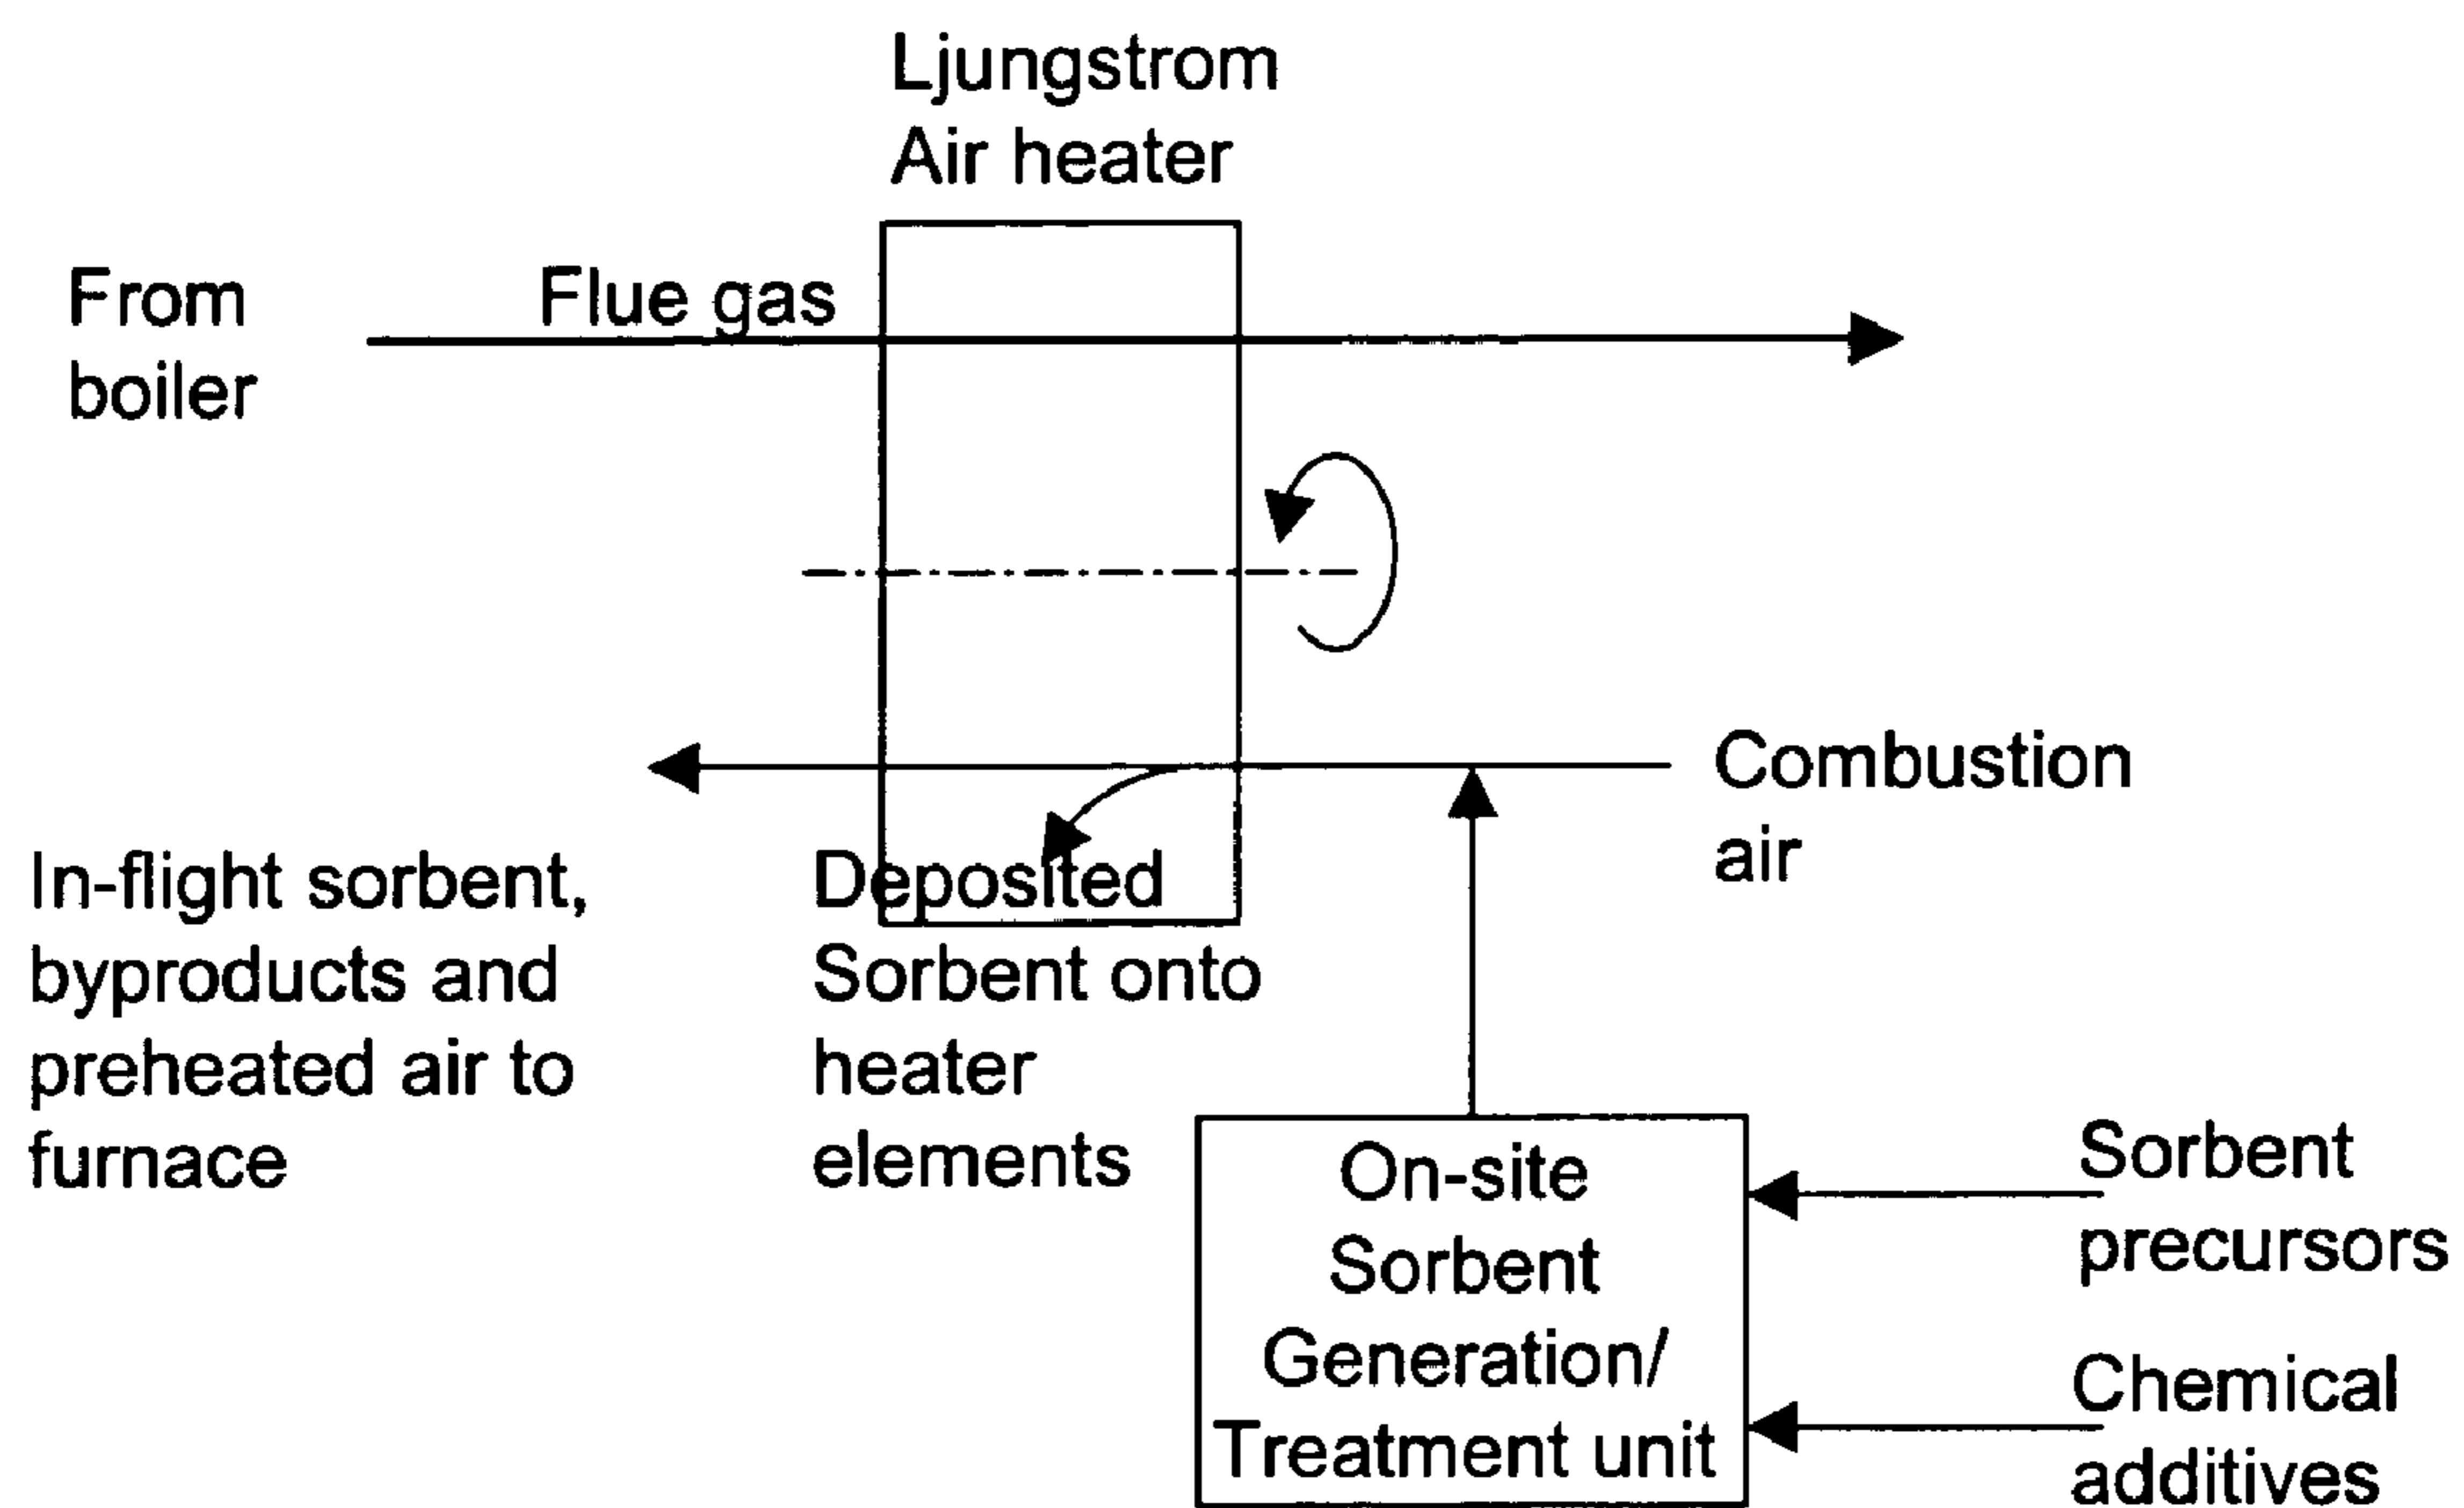 Ljungstrom
Air heater
From
boiler
Flue gas
Combustion
air
In-flight sorbent,
byproducts and
preheated air to
furnace
Deposited
Sorbent onto
heater
elements
On-site
Sorbent
Generation/
Treatment unit
Sorbent
precursors
Chemical
additives